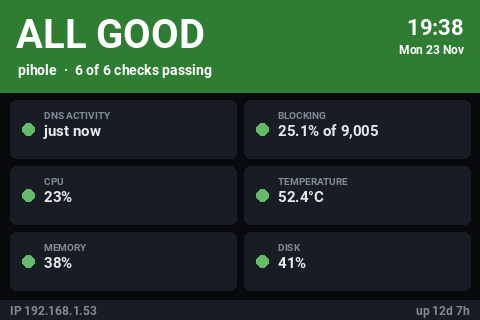 ALL GOOD
19:38
Mon 23 Nov
pihole · 6 of 6 checks passing
DNS ACTIVITY
just now
BLOCKING
25.1% of 9,005
CPU
23%
TEMPERATURE
52.4°C
MEMORY
38%
DISK
41%
IP 192.168.1.53
up 12d 7h